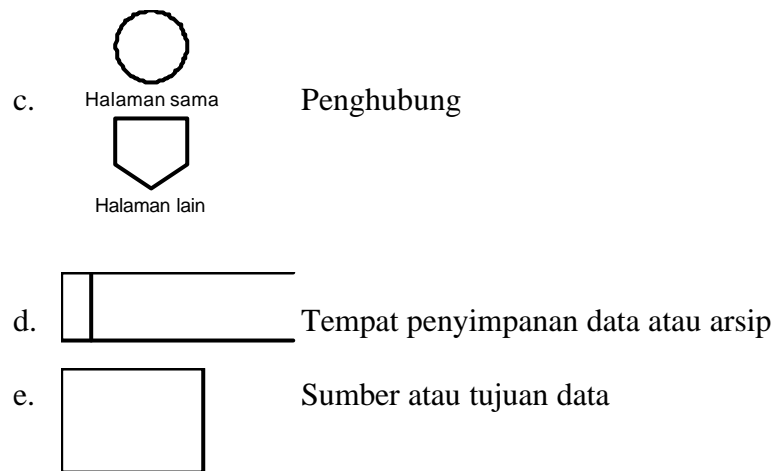 c. Halaman sama Penghubung
Halaman lain
d. Tempat penyimpanan data atau arsip
e. Sumber atau tujuan data